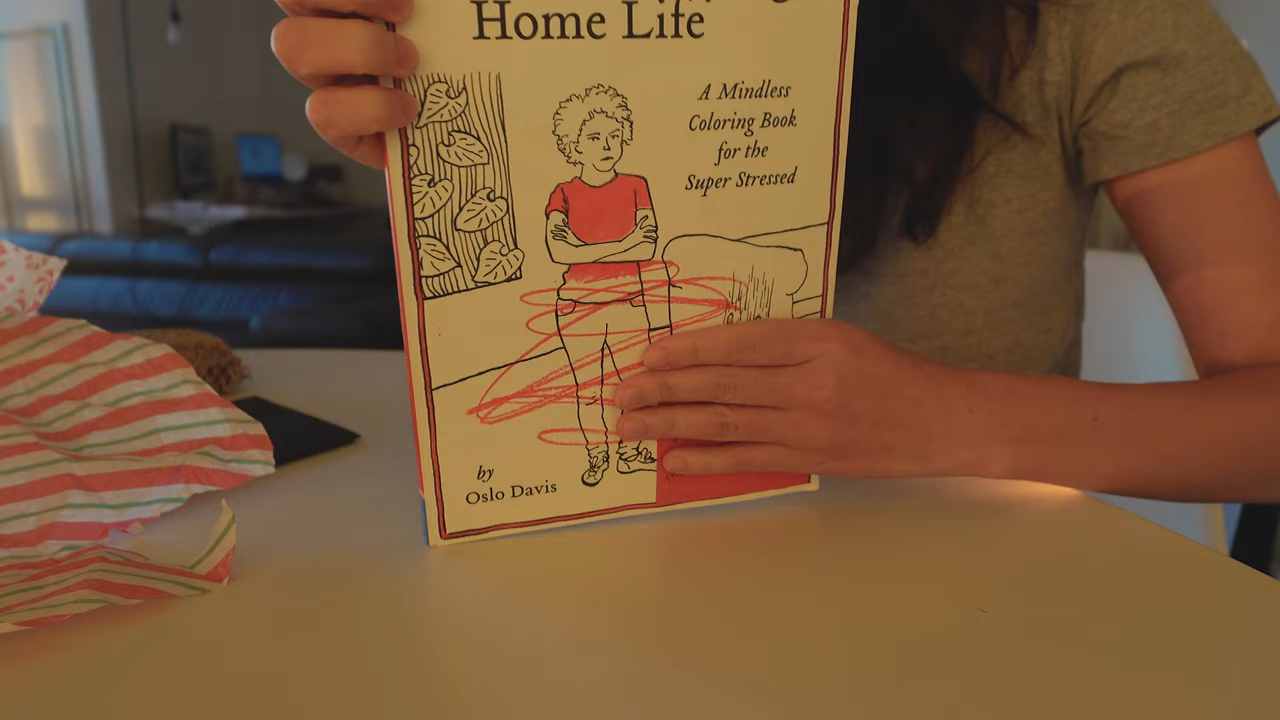 Home Life
A Mindless
Coloring Book
for the
Super Stressed
by
Oslo Davis